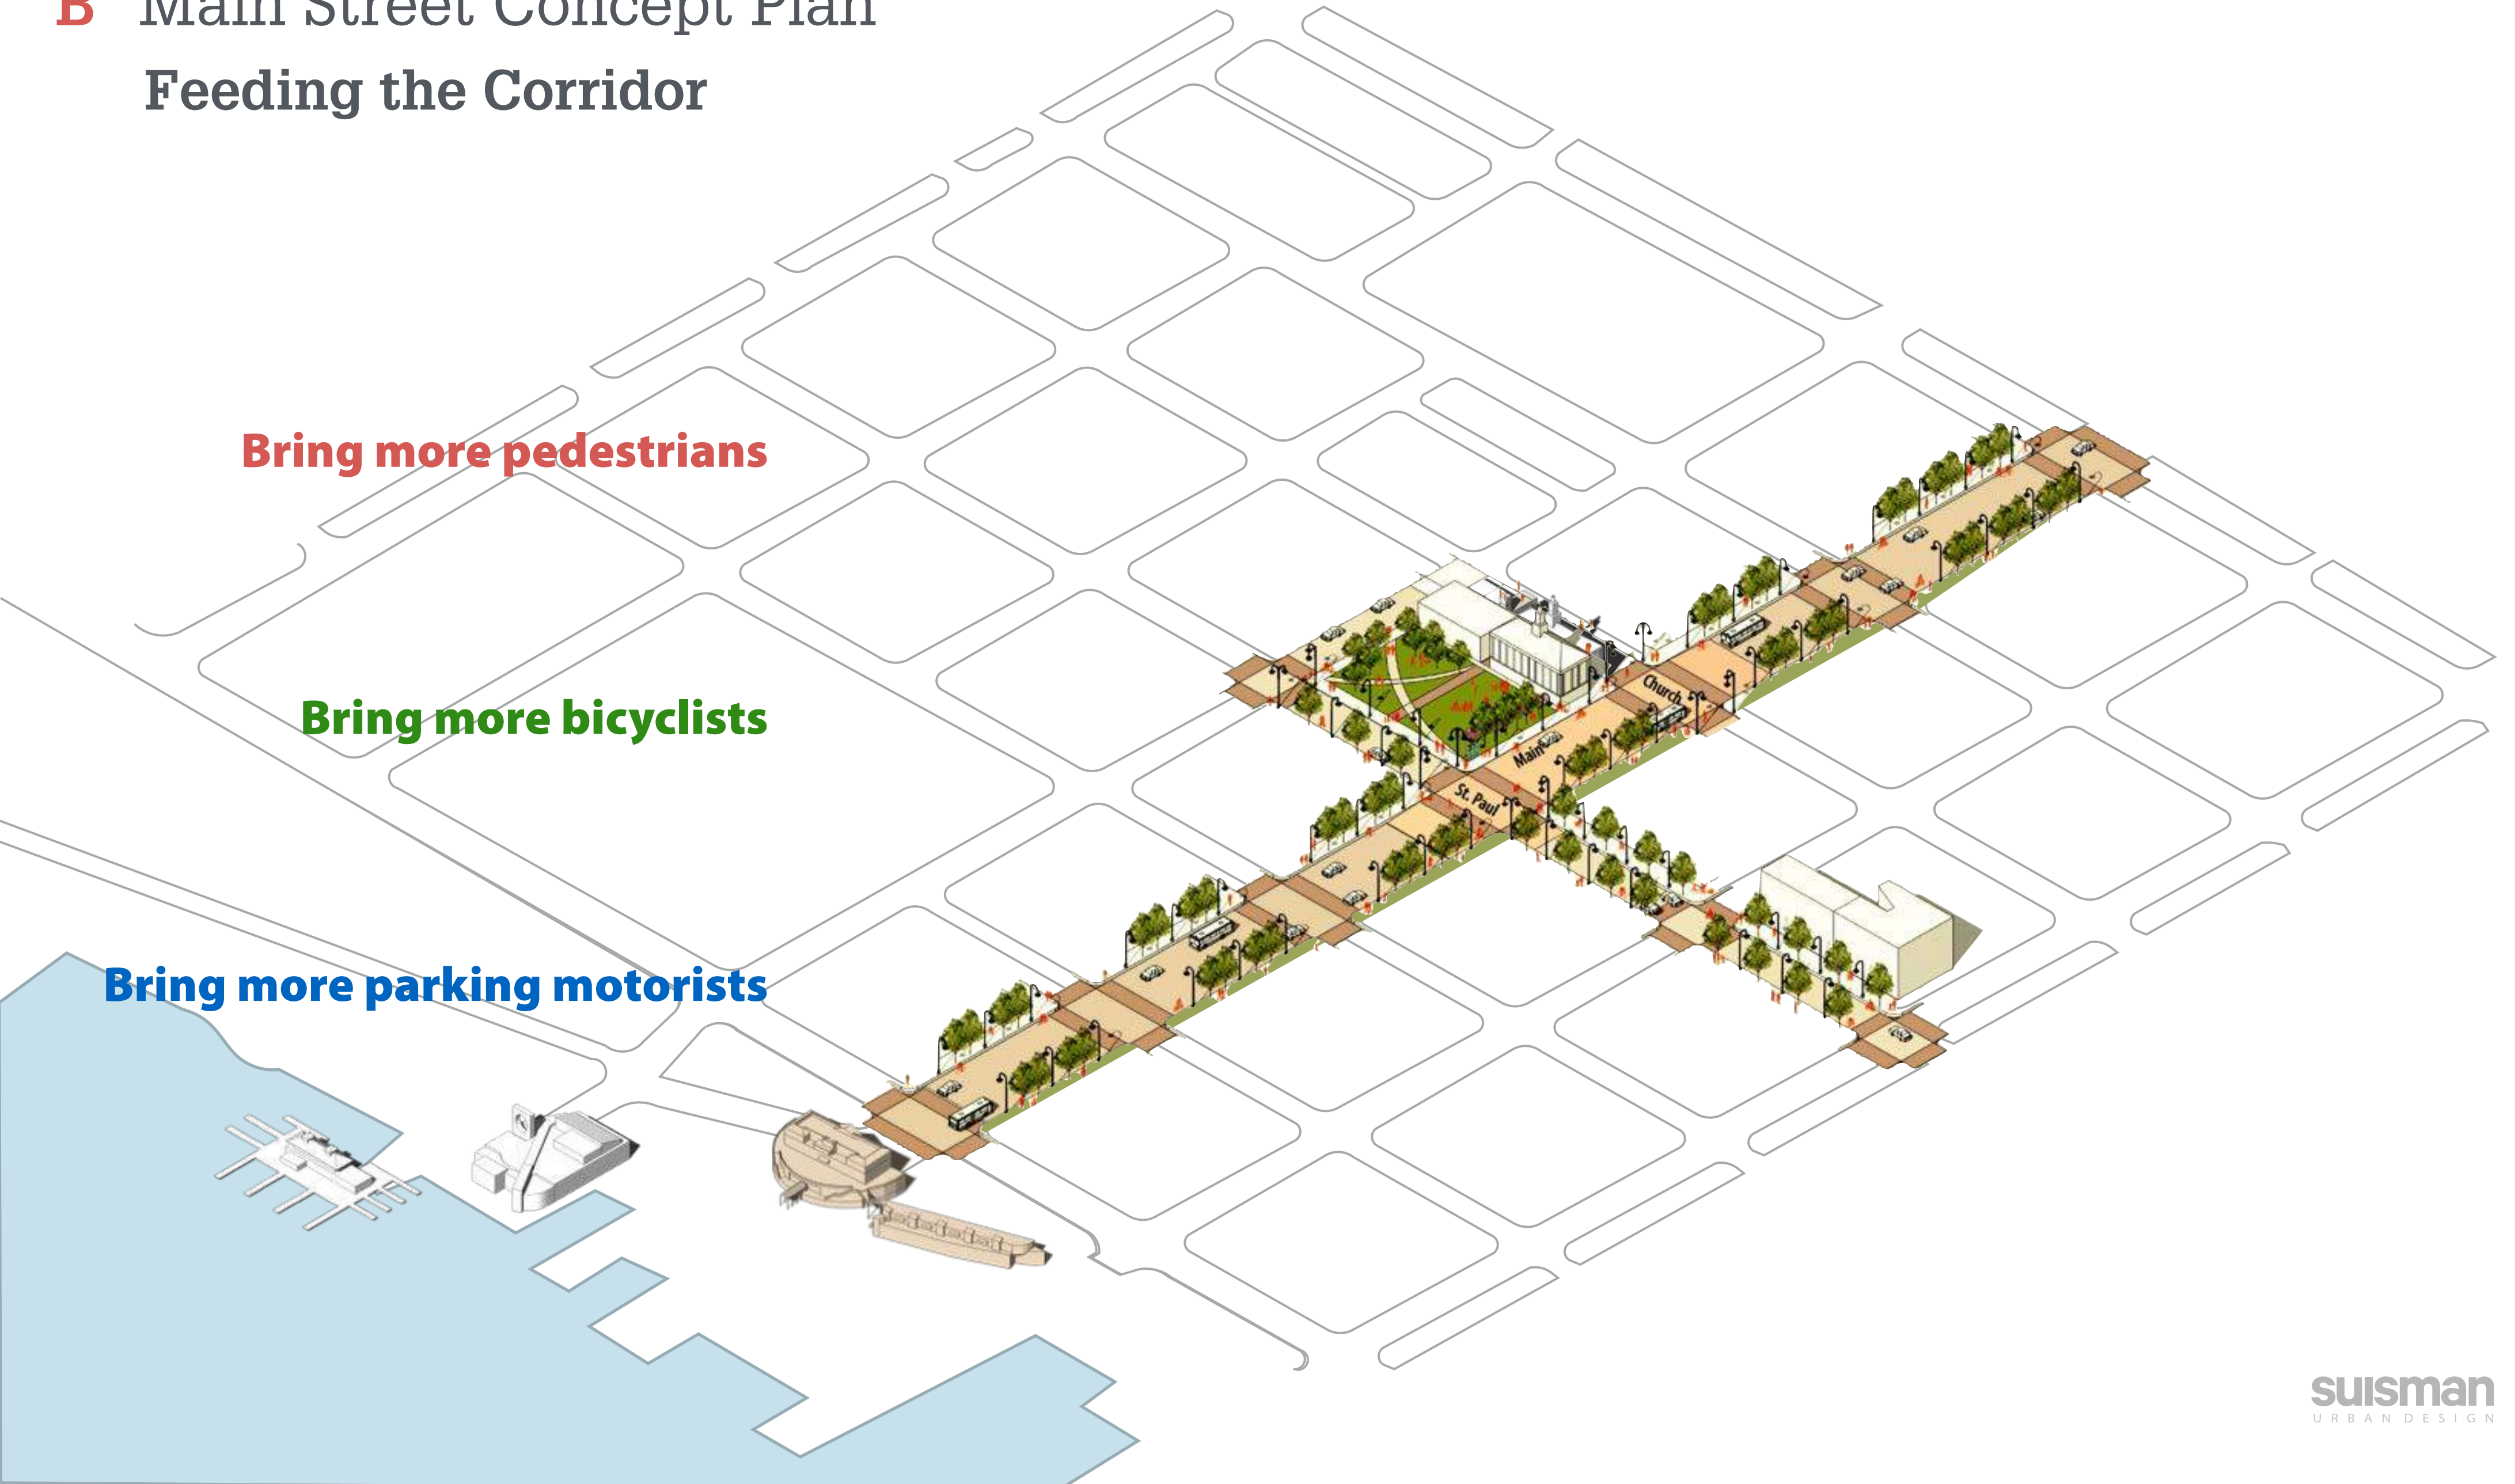 B Main Street Concept Plan
Feeding the Corridor
Bring more pedestrians
Bring more bicyclists
Bring more parking motorists
Church
Main
St. Paul
suisman
URBAN DESIGN